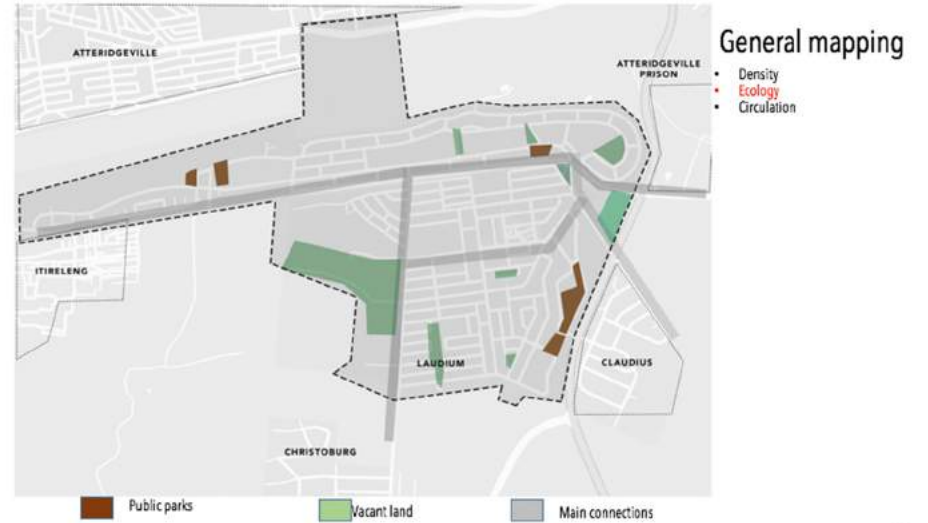 General mapping
• Density
• Ecology
• Circulation
ATTERIDGEVILLE
ATTERIDGEVILLE
PRISON
ITIRELENG
LAUDIUM
CLAUDIUS
CHRISTOBURG
Public parks
Vacant land
Main connections